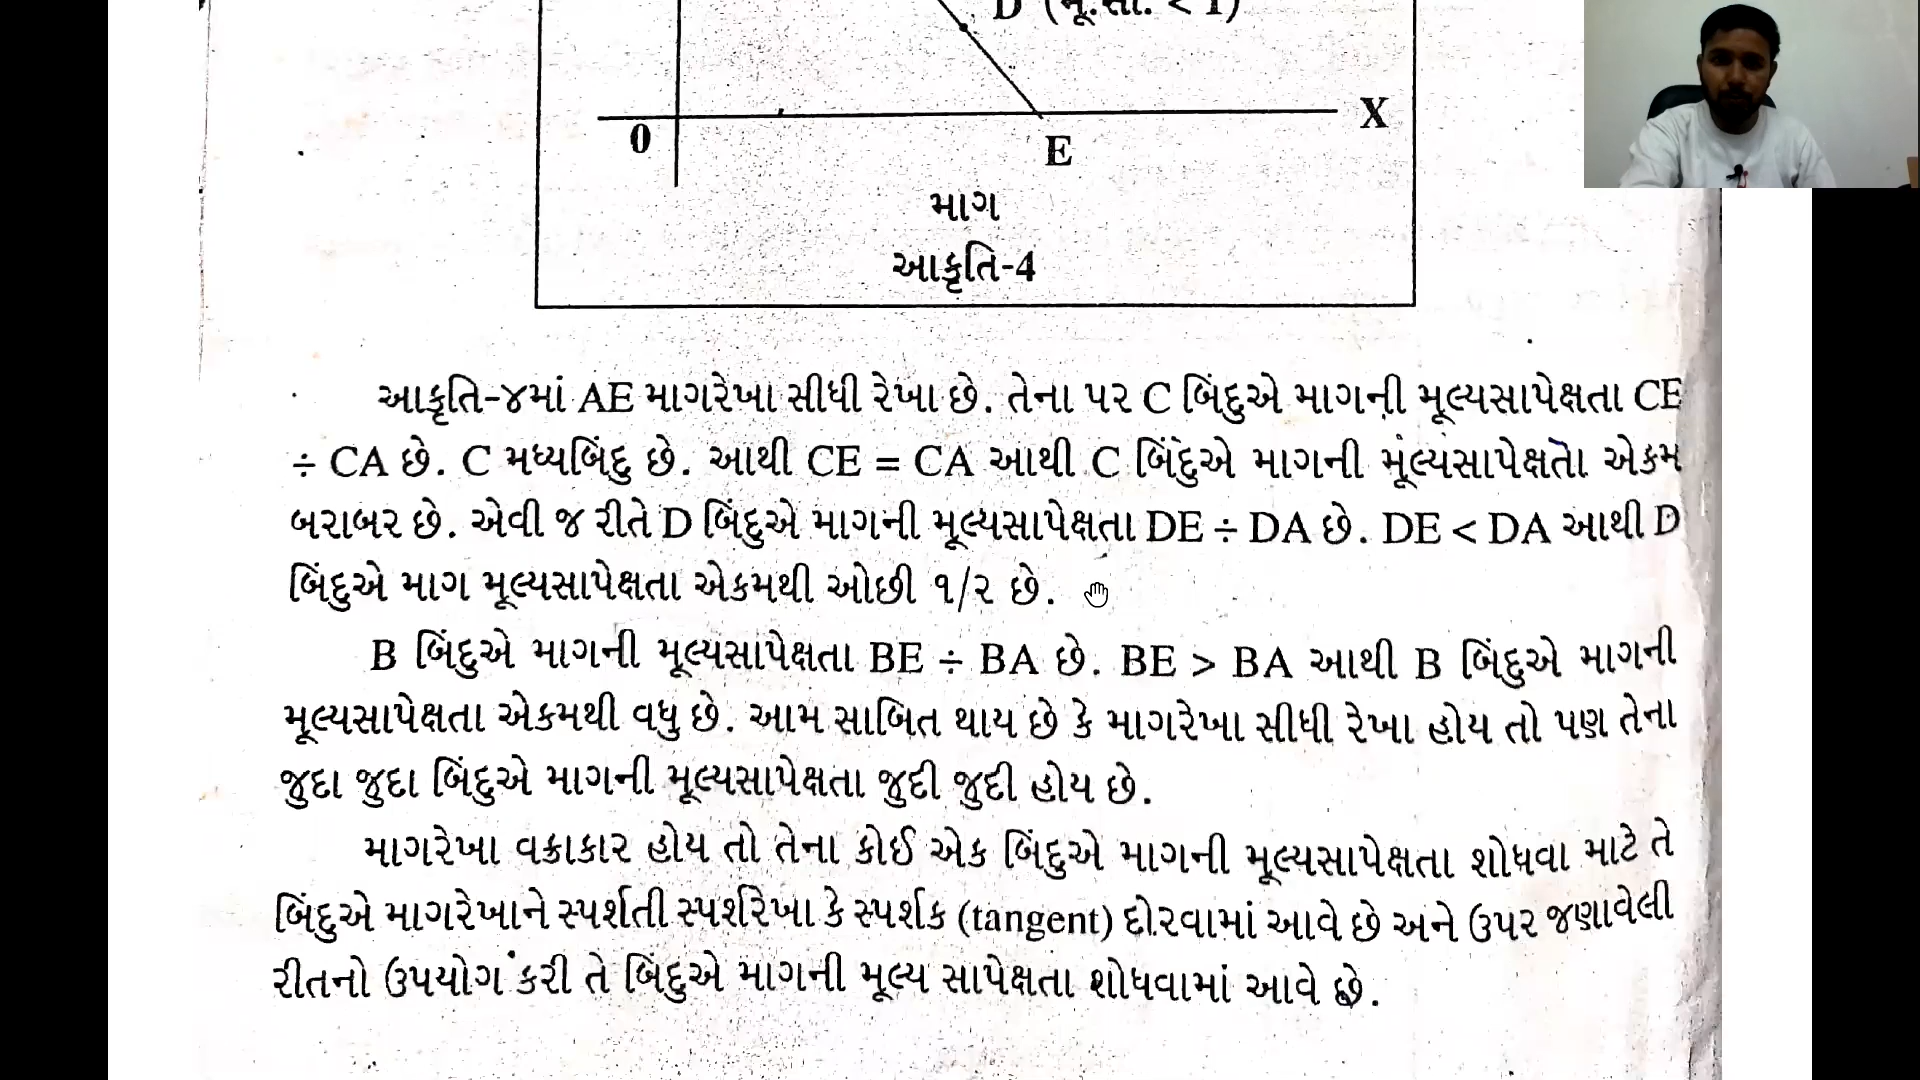 D (મૂ.સા. < 1)
X
0
E
માગ
આકૃતિ-4
આકૃતિ-૪માં AE માગરેખા સીધી રેખા છે. તેના પર C બિંદુએ માગની મૂલ્યસાપેક્ષતા CE
÷ CA છે. C મધ્યબિંદુ છે. આથી CE = CA આથી C બિંદુએ માગની મૂલ્યસાપેક્ષતા એકમ
બરાબર છે. એવી જ રીતે D બિંદુએ માગની મૂલ્યસાપેક્ષતા DE ÷ DA છે. DE < DA આથી D
બિંદુએ માગ મૂલ્યસાપેક્ષતા એકમથી ઓછી ૧/૨ છે.
B બિંદુએ માગની મૂલ્યસાપેક્ષતા BE ÷ BA છે. BE > BA આથી B બિંદુએ માગની
મૂલ્યસાપેક્ષતા એકમથી વધુ છે. આમ સાબિત થાય છે કે માગરેખા સીધી રેખા હોય તો પણ તેના
જુદા જુદા બિંદુએ માગની મૂલ્યસાપેક્ષતા જુદી જુદી હોય છે.
માગરેખા વક્રાકાર હોય તો તેના કોઈ એક બિંદુએ માગની મૂલ્યસાપેક્ષતા શોધવા માટે તે
બિંદુએ માગરેખાને સ્પર્શતી સ્પર્શરેખા કે સ્પર્શક (tangent) દોરવામાં આવે છે અને ઉપર જણાવેલી
રીતનો ઉપયોગ કરી તે બિંદુએ માગની મૂલ્ય સાપેક્ષતા શોધવામાં આવે છે.